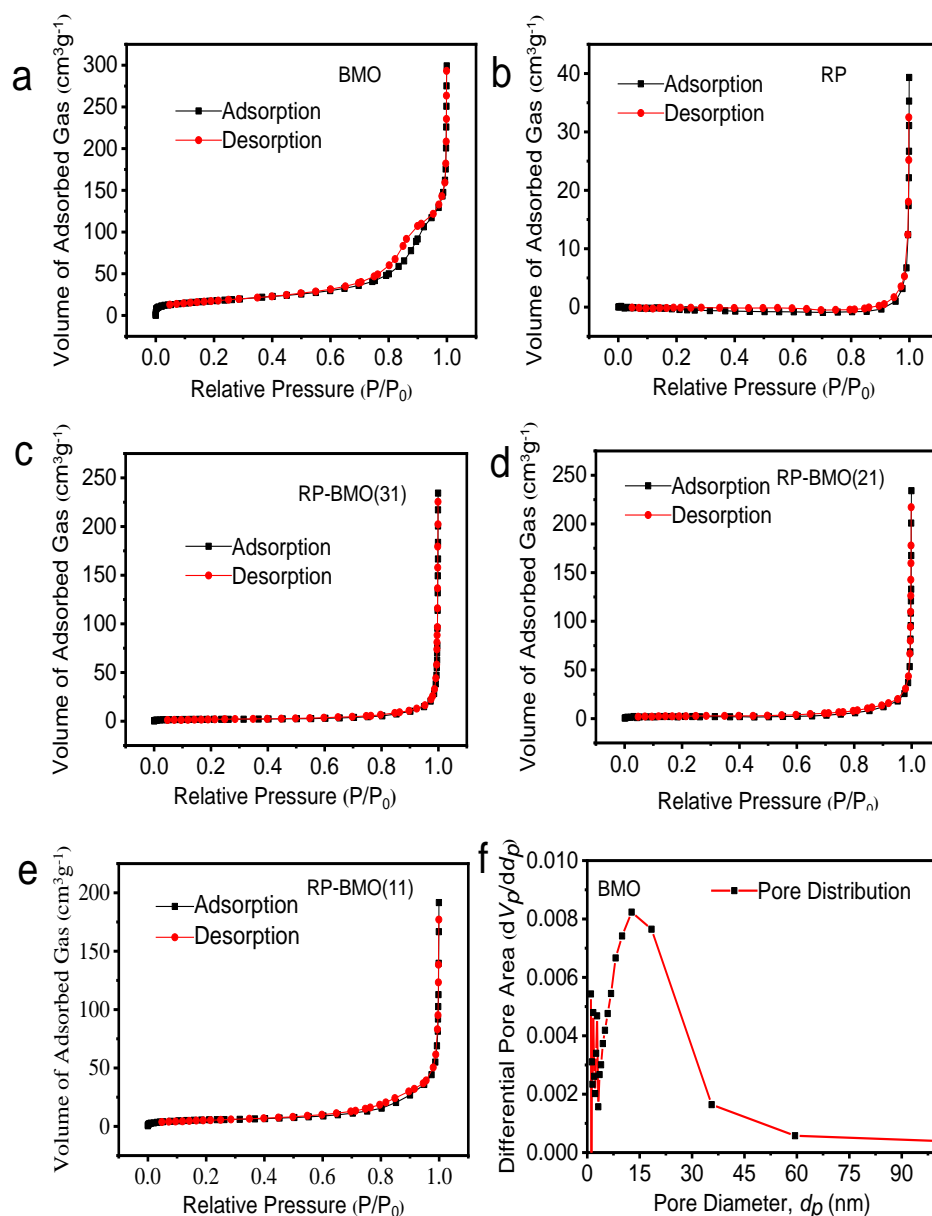 a
BMO
Adsorption
Desorption
Volume of Adsorbed Gas (cm³g⁻¹)
300
250
200
150
100
50
0
0.0 0.2 0.4 0.6 0.8 1.0
Relative Pressure (P/P₀)
b
RP
Adsorption
Desorption
Volume of Adsorbed Gas (cm³g⁻¹)
40
30
20
10
0
0.0 0.2 0.4 0.6 0.8 1.0
Relative Pressure (P/P₀)
c
RP-BMO(31)
Adsorption
Desorption
Volume of Adsorbed Gas (cm³g⁻¹)
250
200
150
100
50
0
0.0 0.2 0.4 0.6 0.8 1.0
Relative Pressure (P/P₀)
d
RP-BMO(21)
Adsorption
Desorption
Volume of Adsorbed Gas (cm³g⁻¹)
250
200
150
100
50
0
0.0 0.2 0.4 0.6 0.8 1.0
Relative Pressure (P/P₀
e
RP-BMO(11)
Adsorption
Desorption
Volume of Adsorbed Gas (cm³g⁻¹)
200
150
100
50
0
0.0 0.2 0.4 0.6 0.8 1.0
Relative Pressure (P/P₀)
f
BMO
Pore Distribution
Differential Pore Area (dVp/ddp)
0.010
0.008
0.006
0.004
0.002
0.000
0 15 30 45 60 75 90
Pore Diameter, dp (nm)